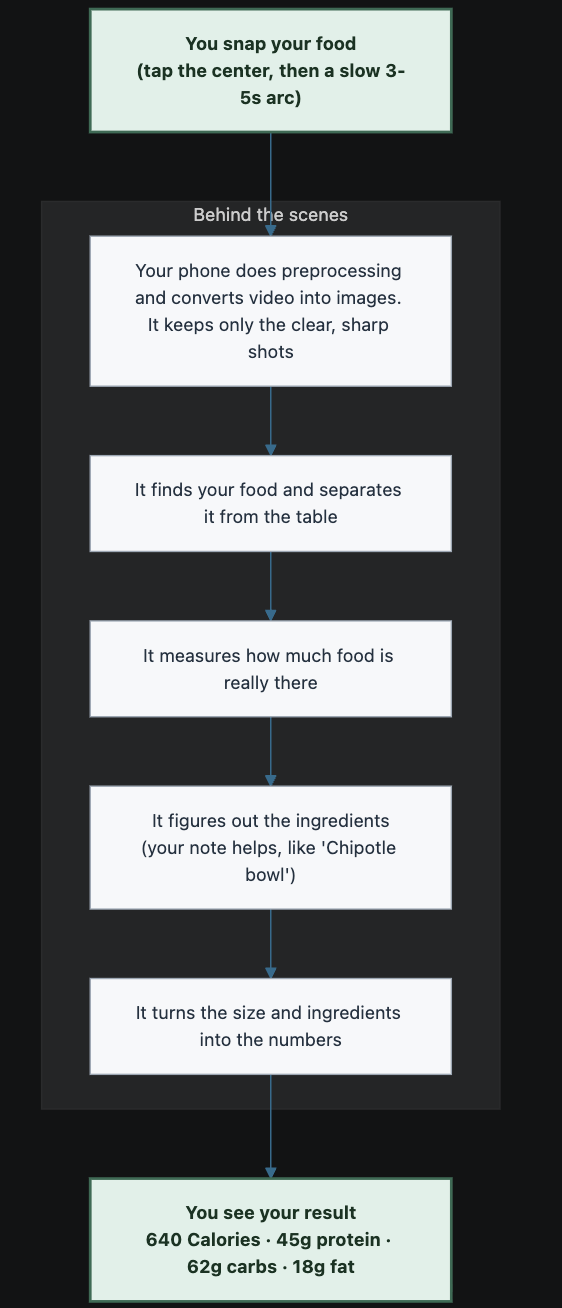 You snap your food
(tap the center, then a slow 3-
5s arc)
Behind the scenes
Your phone does preprocessing
and converts video into images.
It keeps only the clear, sharp
shots
It finds your food and separates
it from the table
It measures how much food is
really there
It figures out the ingredients
(your note helps, like 'Chipotle
bowl')
It turns the size and ingredients
into the numbers
You see your result
640 Calories · 45g protein ·
62g carbs · 18g fat